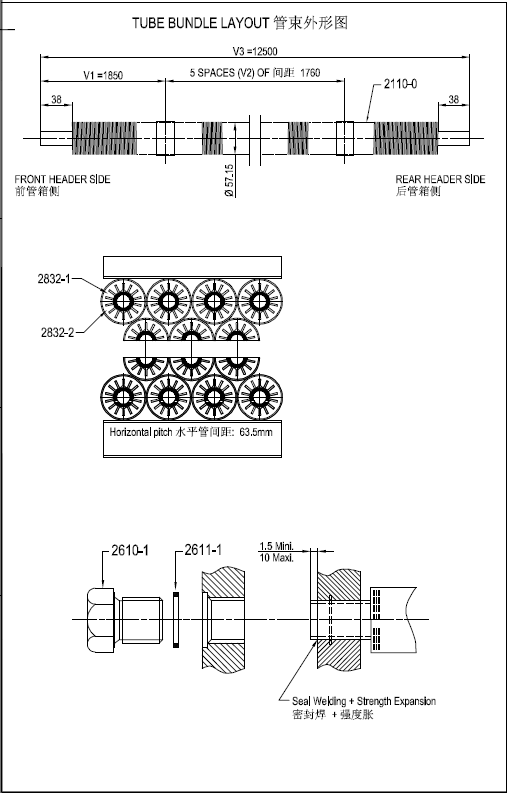 TUBE BUNDLE LAYOUT 管束外形图
V3 =12500
V1 =1850
5 SPACES (V2) OF 间距 1760
2110-0
38
38
Ø 57-15
FRONT HEADER SIDE
前管箱侧
REAR HEADER SIDE
后管箱侧
2832-1
2832-2
Horizontal pitch 水平管间距: 63.5mm
2610-1
2611-1
1.5 Mini.
10 Maxi.
Seal Welding + Strength Expansion
密封焊 + 强度胀